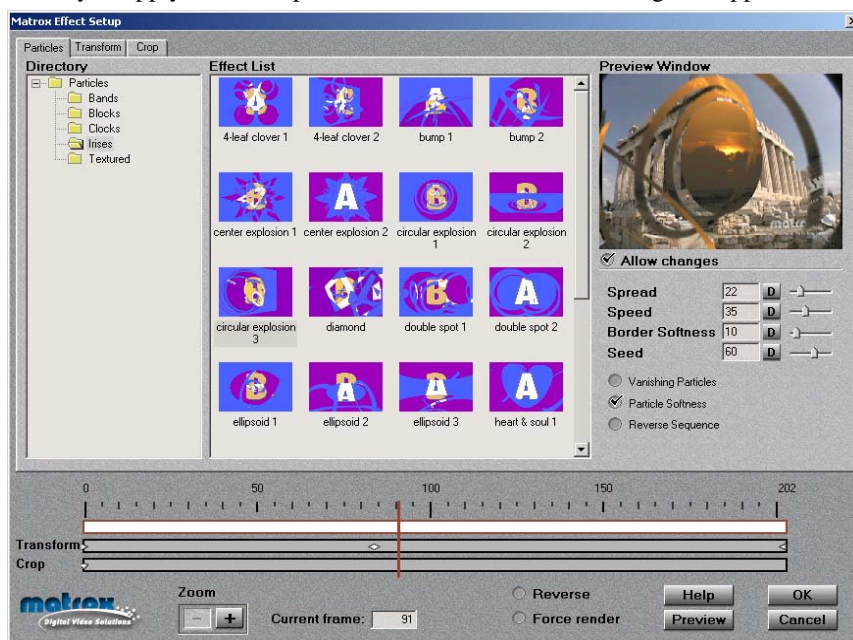 Matrox Effect Setup
Particles Transform Crop
Directory
Particles
Bands
Blocks
Clocks
Irises
Textured
Effect List
4-leaf clover 1
4-leaf clover 2
bump 1
bump 2
center explosion 1
center explosion 2
circular explosion
1
circular explosion
2
circular explosion
3
diamond
double spot 1
double spot 2
ellipsoid 1
ellipsoid 2
ellipsoid 3
heart & soul 1
Preview Window
matrox
Allow changes
Spread 22 D
Speed 35 D
Border Softness 10 D
Seed 60 D
Vanishing Particles
Particle Softness
Reverse Sequence
0 50 100 150 202
Transform
Crop
matrox
Digital Video Solutions
Zoom
- +
Current frame: 91
Reverse
Force render
Help
OK
Preview
Cancel